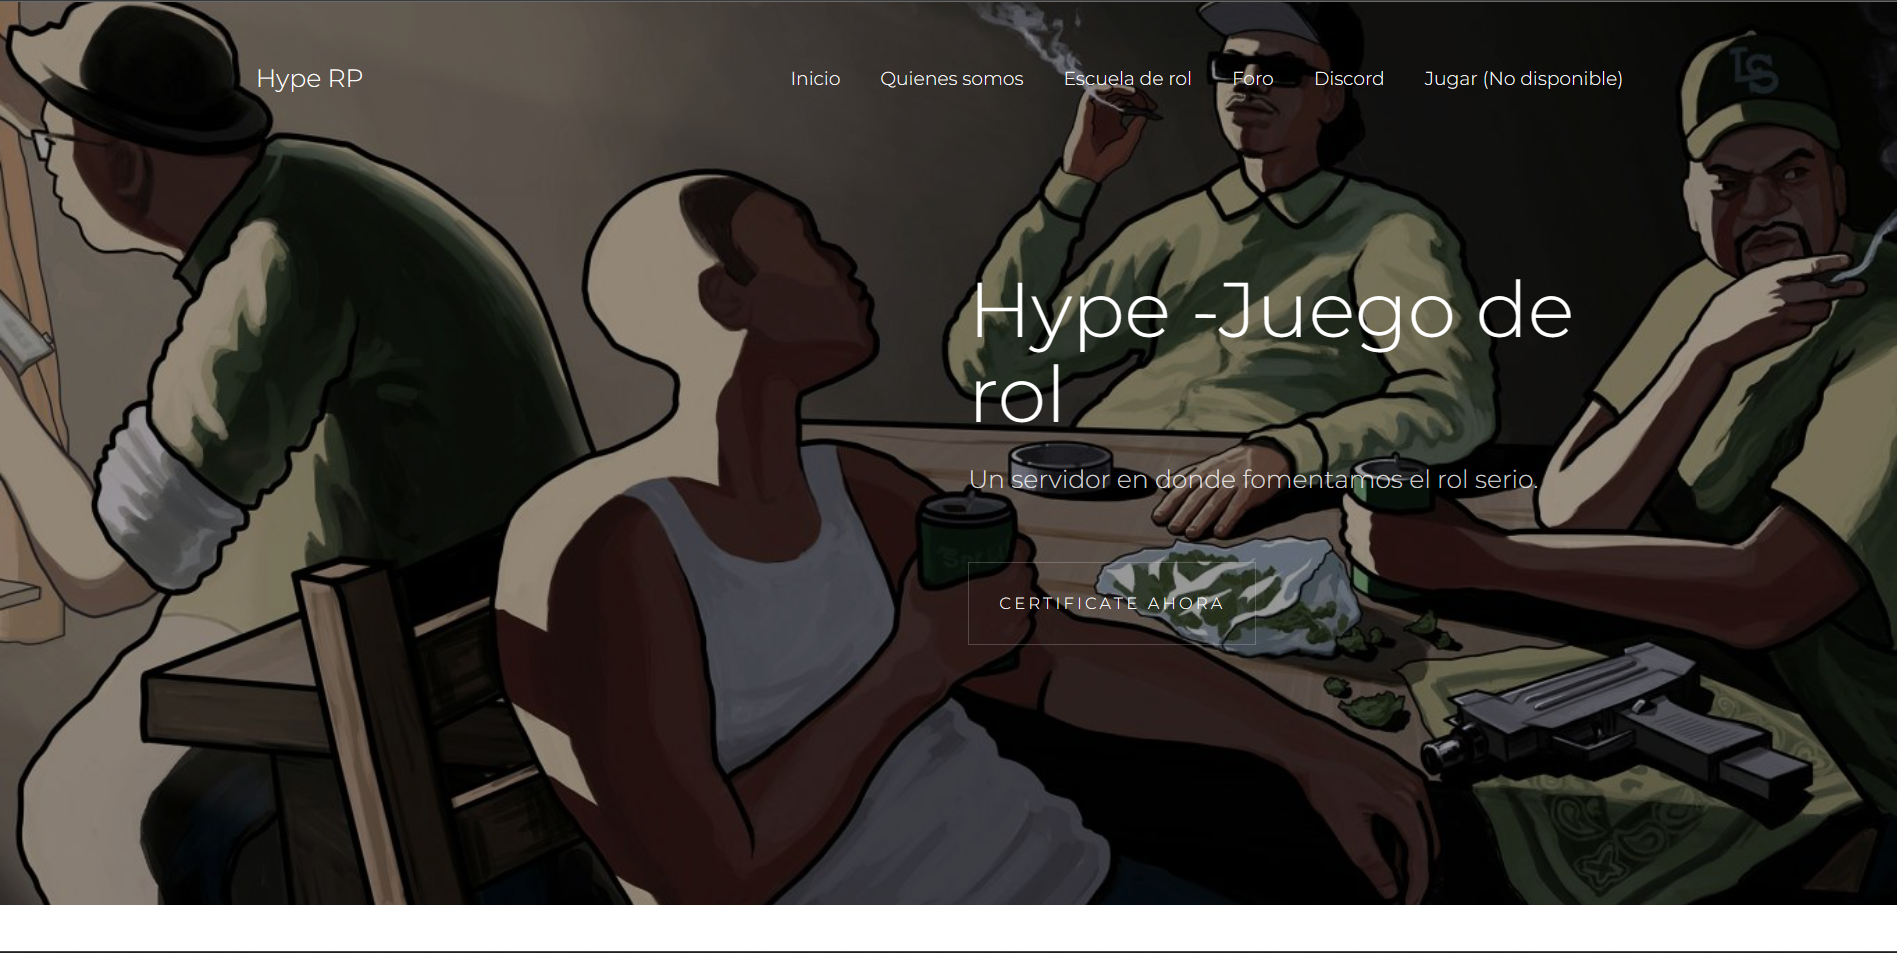 Hype RP
Inicio Quienes somos Escuela de rol Foro Discord Jugar (No disponible)
LS
Hype -Juego de
rol
Un servidor en donde fomentamos el rol serio.
CERTIFICATE AHORA